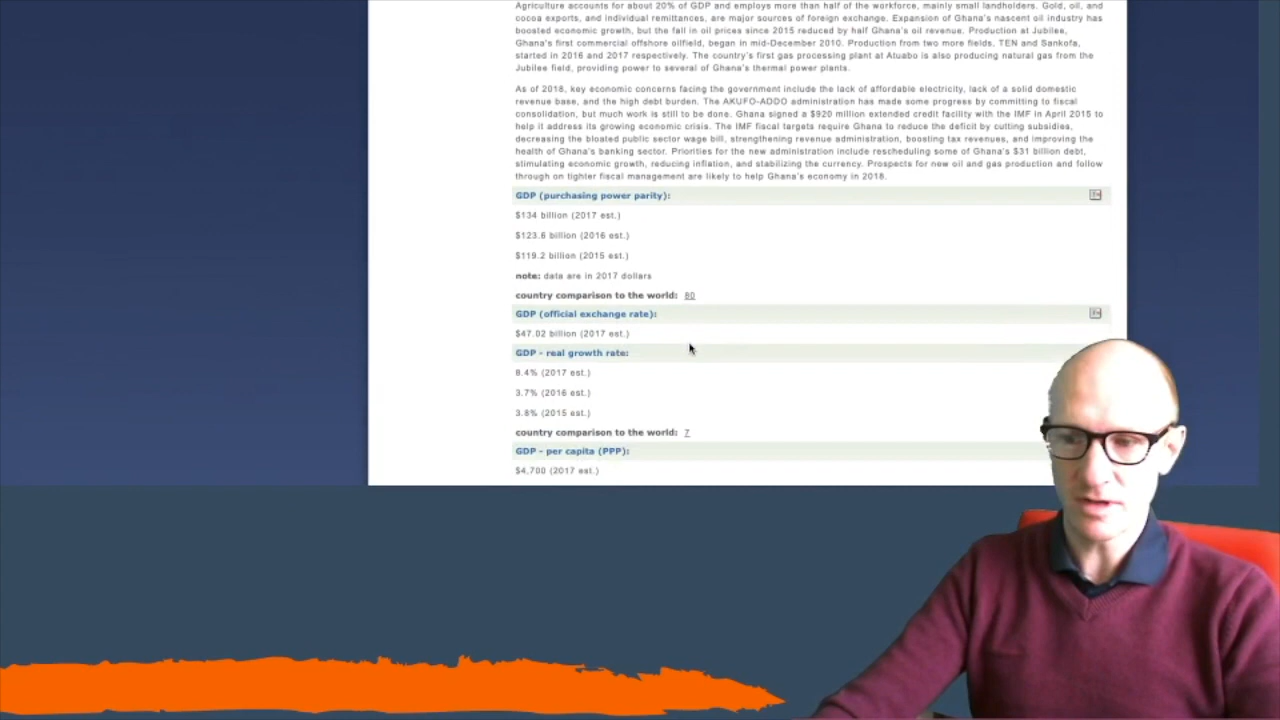 Agriculture accounts for about 20% of GDP and employs more than half of the workforce, mainly small landholders. Gold, oil, and
cocoa exports, and individual remittances, are major sources of foreign exchange. Expansion of Ghana's nascent oil industry has
boosted economic growth, but the fall in oil prices since 2015 reduced by half Ghana's oil revenue. Production at Jubilee,
Ghana's first commercial offshore oilfield, began in mid-December 2010. Production from two more fields, TEN and Sankofa,
started in 2016 and 2017 respectively. The country's first gas processing plant at Atuabo is also producing natural gas from the
Jubilee field, providing power to several of Ghana's thermal power plants.
As of 2018, key economic concerns facing the government include the lack of affordable electricity, lack of a solid domestic
revenue base, and the high debt burden. The AKUFO-ADDO administration has made some progress by committing to fiscal
consolidation, but much work is still to be done. Ghana signed a $920 million extended credit facility with the IMF in April 2015 to
help it address its growing economic crisis. The IMF fiscal targets require Ghana to reduce the deficit by cutting subsidies,
decreasing the bloated public sector wage bill, strengthening revenue administration, boosting tax revenues, and improving the
health of Ghana's banking sector. Priorities for the new administration include rescheduling some of Ghana's $31 billion debt,
stimulating economic growth, reducing inflation, and stabilizing the currency. Prospects for new oil and gas production and follow
through on tighter fiscal management are likely to help Ghana's economy in 2018.
GDP (purchasing power parity):
$134 billion (2017 est.)
$123.6 billion (2016 est.)
$119.2 billion (2015 est.)
note: data are in 2017 dollars
country comparison to the world: 80
GDP (official exchange rate):
$47.02 billion (2017 est.)
GDP - real growth rate:
8.4% (2017 est.)
3.7% (2016 est.)
3.8% (2015 est.)
country comparison to the world: 7
GDP - per capita (PPP):
$4,700 (2017 est.)